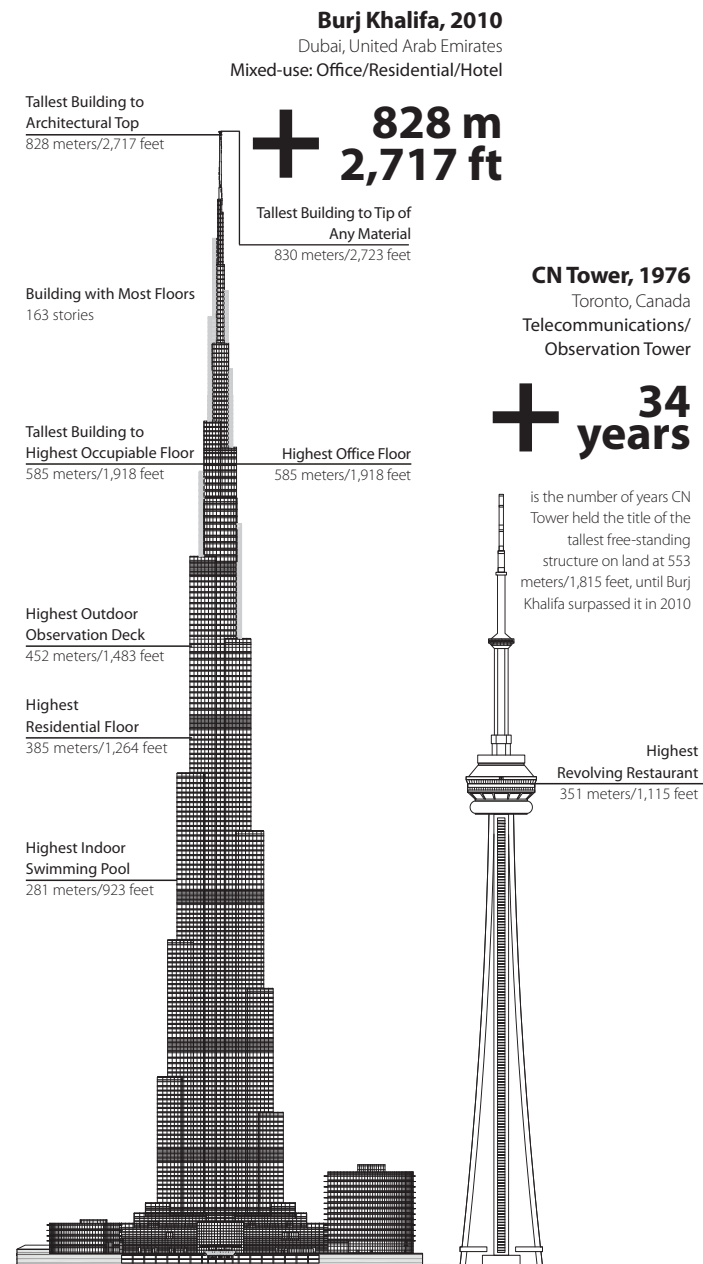 Burj Khalifa, 2010
Dubai, United Arab Emirates
Mixed-use: Office/Residential/Hotel
Tallest Building to
Architectural Top
828 meters/2,717 feet
+
828 m
2,717 ft
Tallest Building to Tip of
Any Material
830 meters/2,723 feet
Building with Most Floors
163 stories
Tallest Building to
Highest Occupiable Floor
585 meters/1,918 feet
Highest Office Floor
585 meters/1,918 feet
Highest Outdoor
Observation Deck
452 meters/1,483 feet
Highest
Residential Floor
385 meters/1,264 feet
Highest Indoor
Swimming Pool
281 meters/923 feet
CN Tower, 1976
Toronto, Canada
Telecommunications/
Observation Tower
+
34
years
is the number of years CN
Tower held the title of the
tallest free-standing
structure on land at 553
meters/1,815 feet, until Burj
Khalifa surpassed it in 2010
Highest
Revolving Restaurant
351 meters/1,115 feet